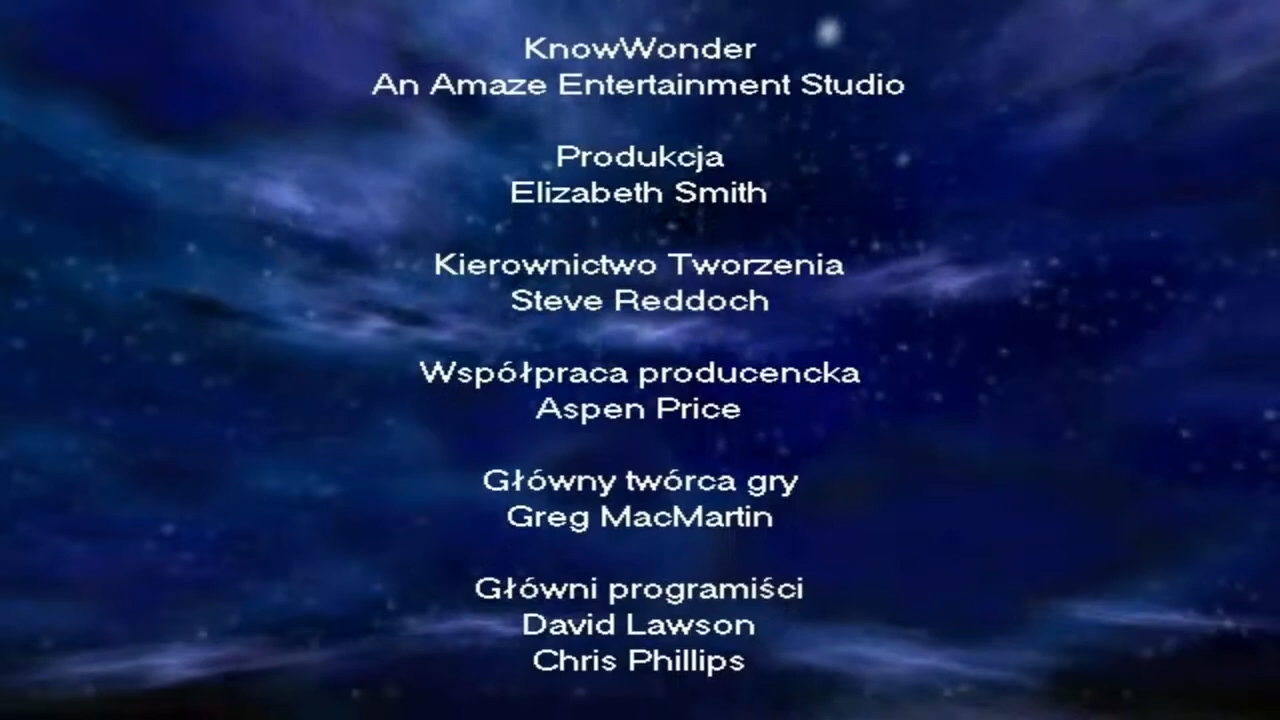 KnowWonder
An Amaze Entertainment Studio
Produkcja
Elizabeth Smith
Kierownictwo Tworzenia
Steve Reddoch
Współpraca producencka
Aspen Price
Główny twórca gry
Greg MacMartin
Główni programiści
David Lawson
Chris Phillips